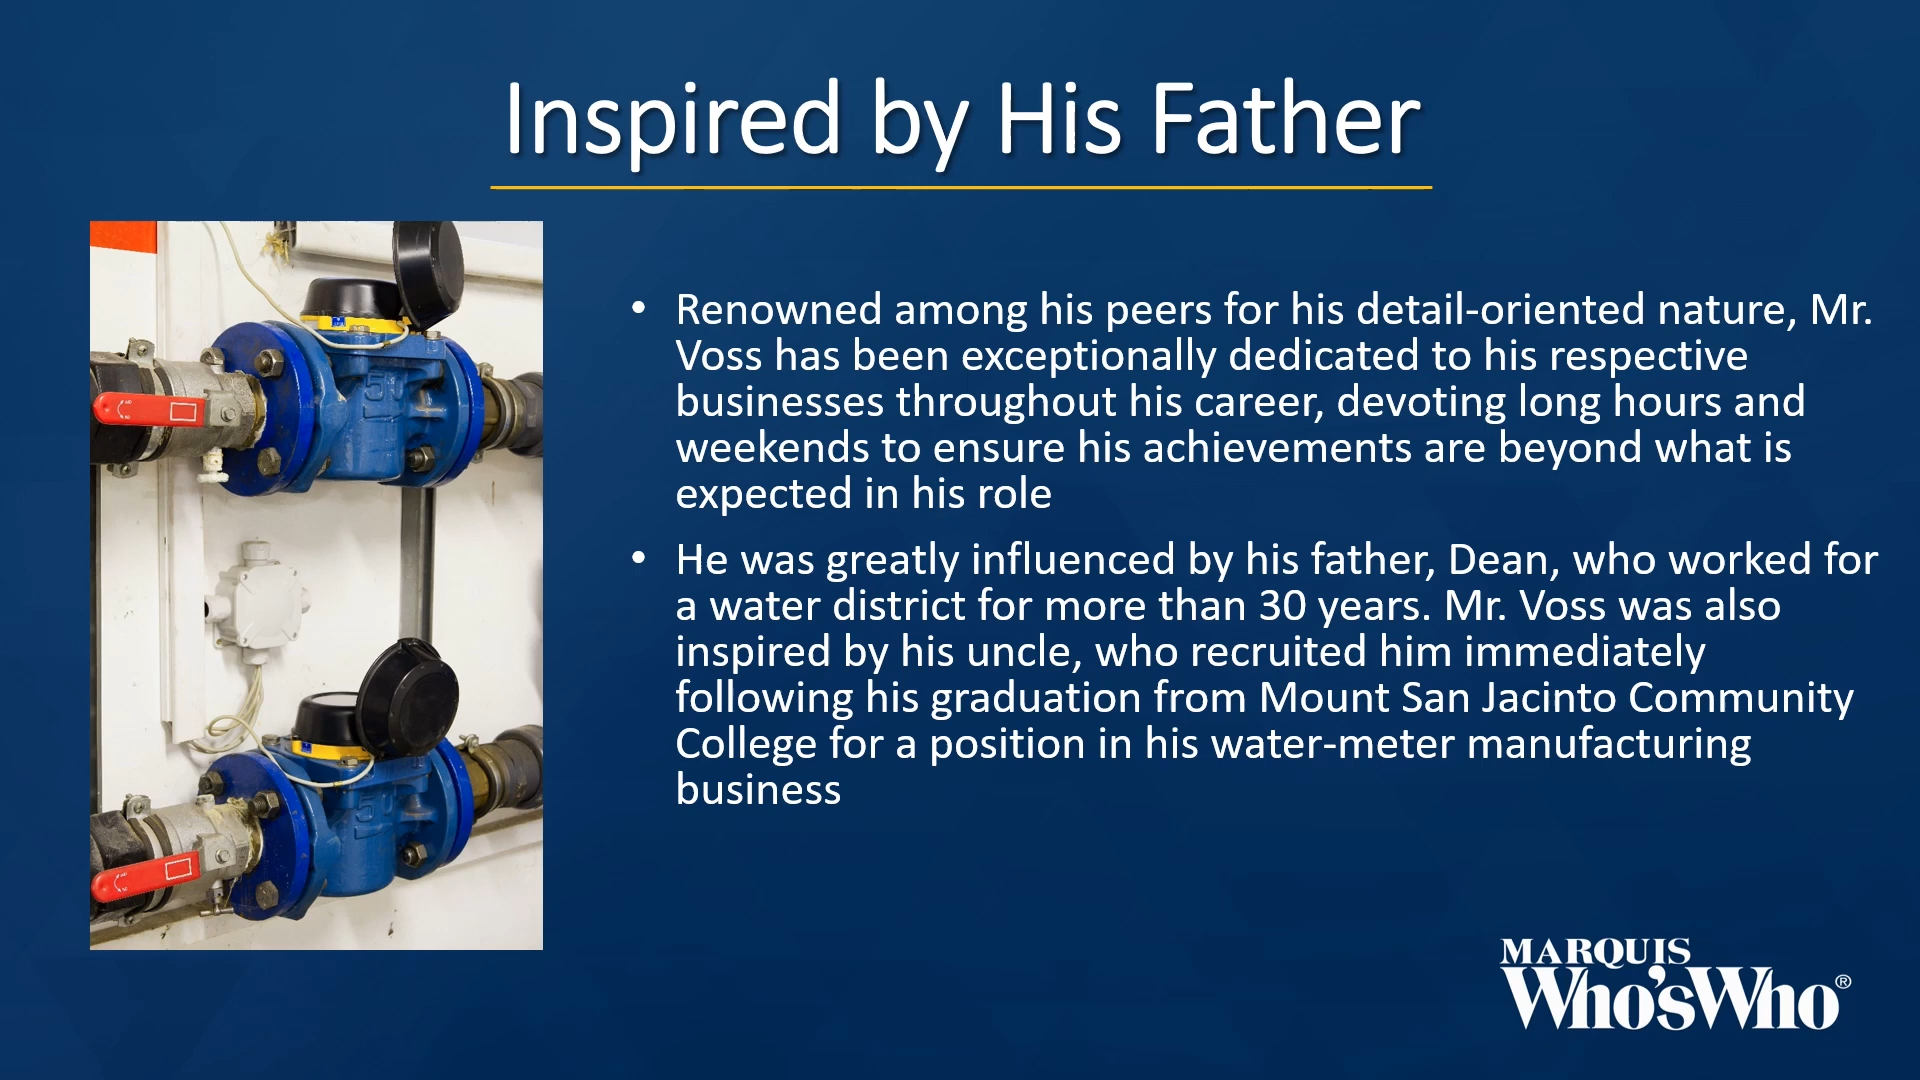 Inspired by His Father
• Renowned among his peers for his detail-oriented nature, Mr.
Voss has been exceptionally dedicated to his respective
businesses throughout his career, devoting long hours and
weekends to ensure his achievements are beyond what is
expected in his role
• He was greatly influenced by his father, Dean, who worked for
a water district for more than 30 years. Mr. Voss was also
inspired by his uncle, who recruited him immediately
following his graduation from Mount San Jacinto Community
College for a position in his water-meter manufacturing
business
MARQUIS
Who'sWho®